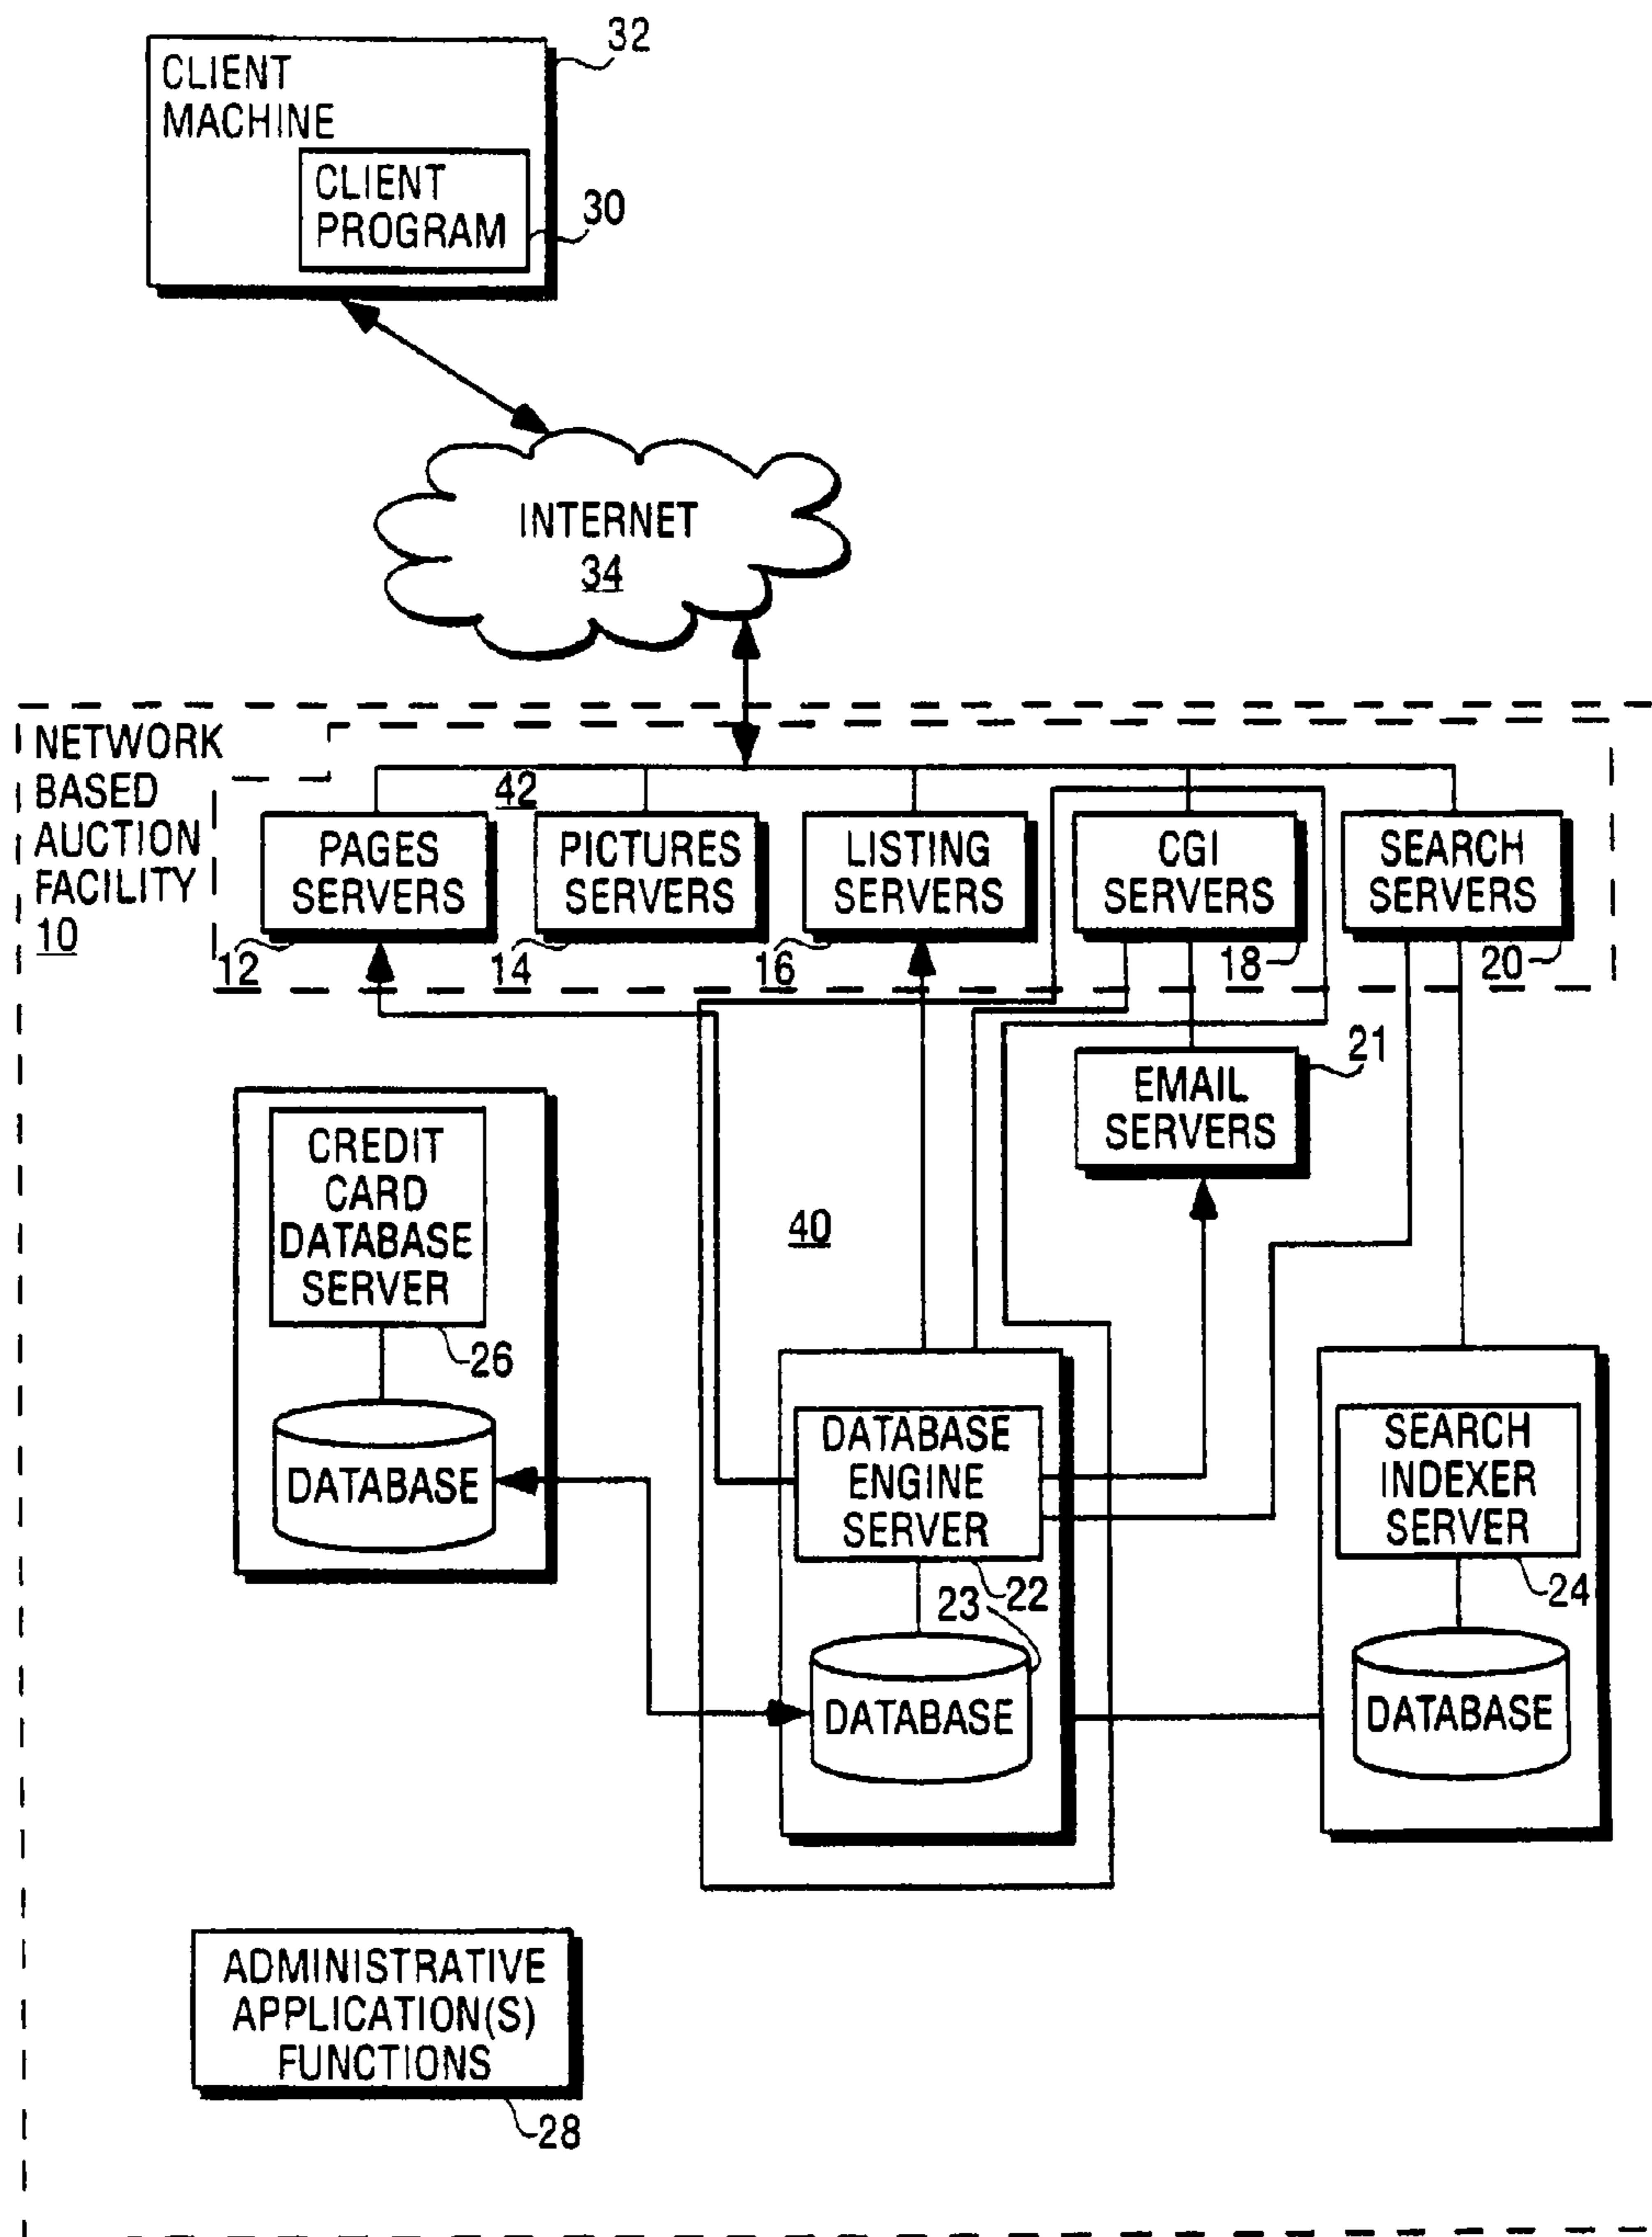 32
CLIENT
MACHINE
CLIENT
PROGRAM
30
INTERNET
34
NETWORK
BASED
AUCTION
FACILITY
10
42
PAGES
SERVERS
12
PICTURES
SERVERS
14
LISTING
SERVERS
16
CGI
SERVERS
18
SEARCH
SERVERS
20
EMAIL
SERVERS
21
CREDIT
CARD
DATABASE
SERVER
26
DATABASE
40
DATABASE
ENGINE
SERVER
22
23
DATABASE
SEARCH
INDEXER
SERVER
24
DATABASE
ADMINISTRATIVE
APPLICATION(S)
FUNCTIONS
28